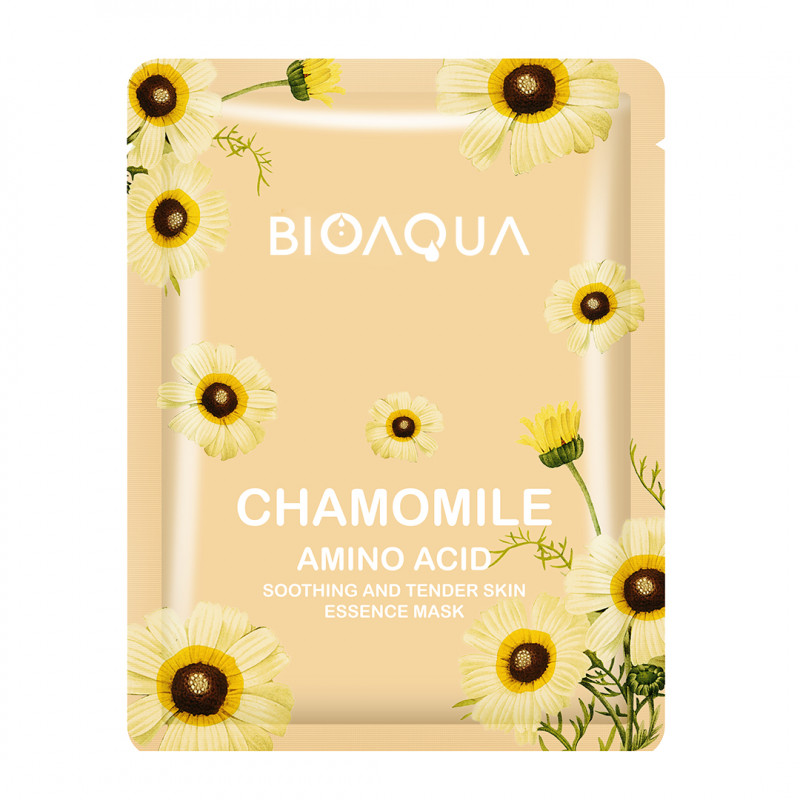 BIOAQUA
CHAMOMILE
AMINO ACID
SOOTHING AND TENDER SKIN
ESSENCE MASK